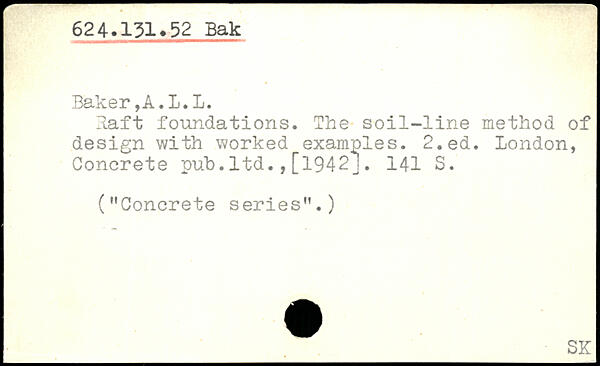 624.131.52 Bak
Baker,A.L.L.
Raft foundations. The soil-line method of
design with worked examples. 2.ed. London,
Concrete pub.ltd.,[1942]. 141 S.
("Concrete series".)
SK